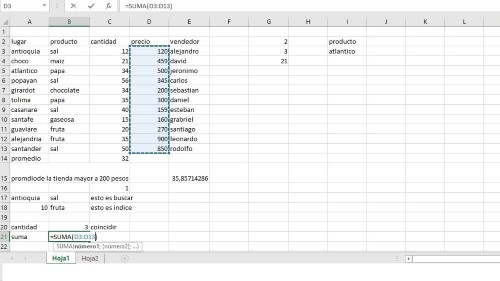 D3 =SUMA(D3:D13)
A B C D E F G H I J K
1
2 lugar producto cantidad precio vendedor 2 producto
3 antioquia sal 12 120 alejandro 3 atlantico
4 choco maiz 21 459 david 21
5 atlantico papa 34 500 jeronimo
6 popayan sal 56 345 carlos
7 girardot chocolate 34 200 sebastian
8 tolima papa 35 300 daniel
9 casanare sal 40 159 esteban
10 santafe gaseosa 15 160 grabriel
11 guaviare fruta 20 270 santiago
12 alejandria fruta 35 900 leonardo
13 santander sal 50 850 rodolfo
14 promedio 32
15 promdiode la tienda mayor a 200 pesos 35,85714286
16 1
17 antioquia sal esto es buscar
18 10 fruta esto es indice
19
20 cantidad 3 coincidir
21 suma =SUMA(D3:D13)
22 SUMA(número1; [número2]; ...)
Hoja1 Hoja2